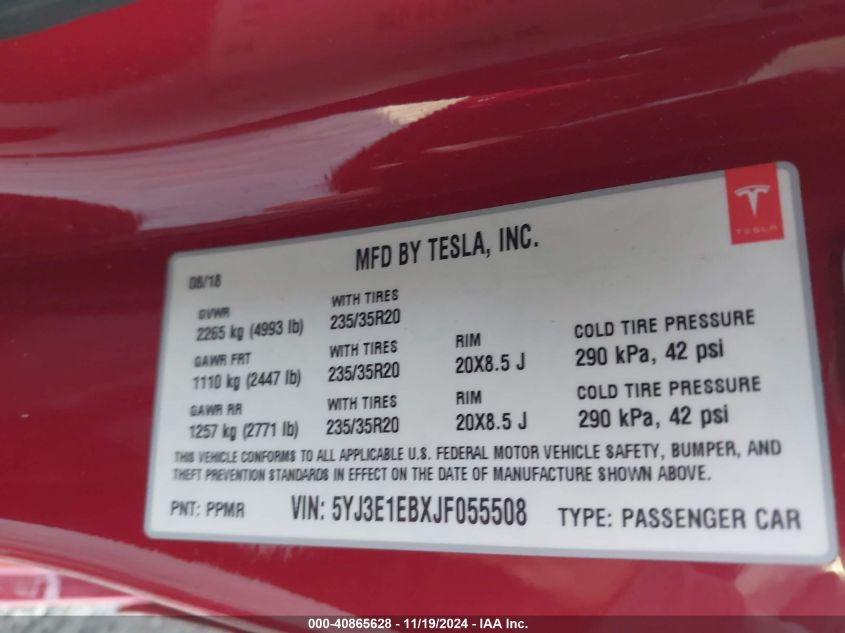 TESLA
MFD BY TESLA, INC.
08/18
GVWR
2265 kg (4993 lb)
WITH TIRES
235/35R20
GAWR FRT
1110 kg (2447 lb)
WITH TIRES
235/35R20
RIM
20X8.5 J
COLD TIRE PRESSURE
290 kPa, 42 psi
GAWR RR
1257 kg (2771 lb)
WITH TIRES
235/35R20
RIM
20X8.5 J
COLD TIRE PRESSURE
290 kPa, 42 psi
THIS VEHICLE CONFORMS TO ALL APPLICABLE U.S. FEDERAL MOTOR VEHICLE SAFETY, BUMPER, AND
THEFT PREVENTION STANDARDS IN EFFECT ON THE DATE OF MANUFACTURE SHOWN ABOVE.
PNT: PPMR VIN: 5YJ3E1EBXJF055508 TYPE: PASSENGER CAR
000-40865628 - 11/19/2024 - IAA Inc.